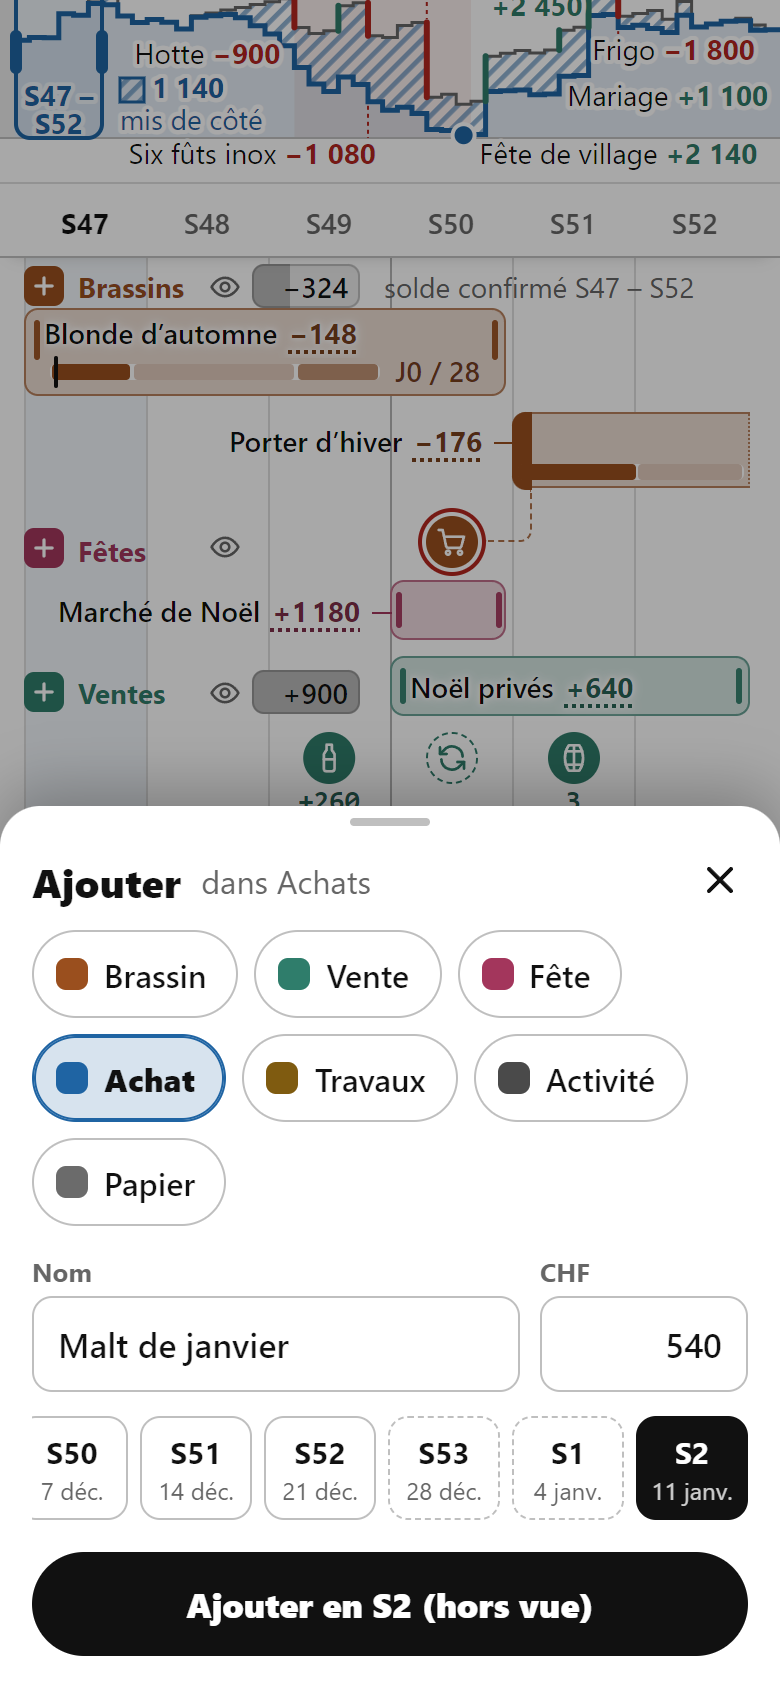 +2 450
Hotte −900
Frigo −1 800
S47 –
S52
1 140
mis de côté
Mariage +1 100
Six fûts inox −1 080
Fête de village +2 140
S47 S48 S49 S50 S51 S52
Brassins −324 solde confirmé S47 – S52
Blonde d’automne −148
J0 / 28
Porter d’hiver −176
Fêtes
Marché de Noël +1 180
Ventes +900 Noël privés +640
+260 3
Ajouter dans Achats
Brassin Vente Fête
Achat Travaux Activité
Papier
Nom CHF
Malt de janvier 540
S50 S51 S52 S53 S1 S2
7 déc. 14 déc. 21 déc. 28 déc. 4 janv. 11 janv.
Ajouter en S2 (hors vue)